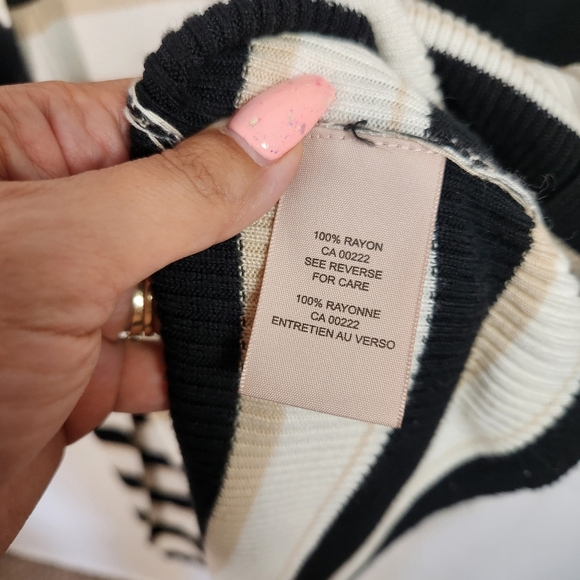 100% RAYON
CA 00222
SEE REVERSE
FOR CARE
100% RAYONNE
CA 00222
ENTRETIEN AU VERSO